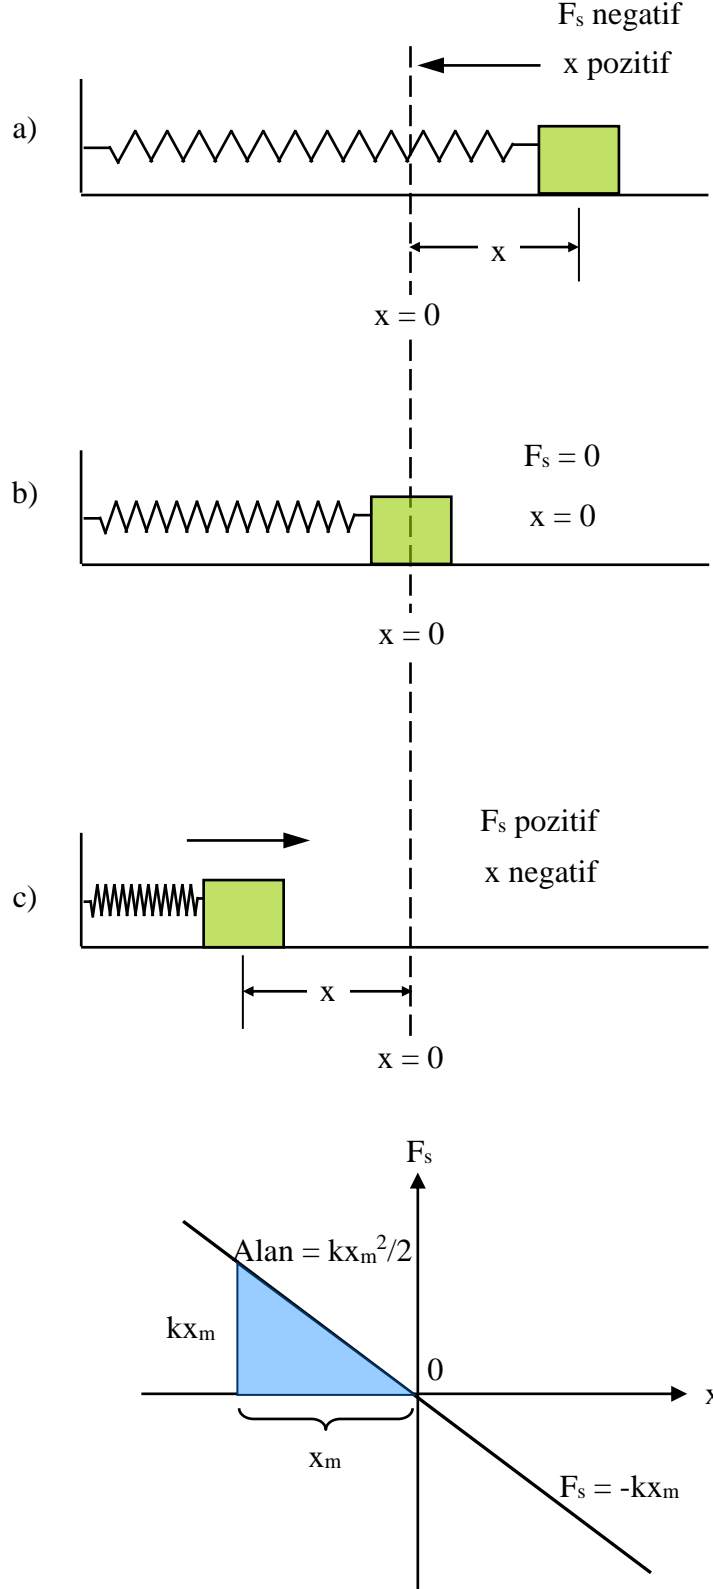 Fₛ negatif
x pozitif
a)
x
x = 0
Fₛ = 0
b)
x = 0
x = 0
Fₛ pozitif
x negatif
c)
x
x = 0
Fₛ
Alan = kxₘ²/2
kxₘ
0
x
xₘ
Fₛ = -kxₘ